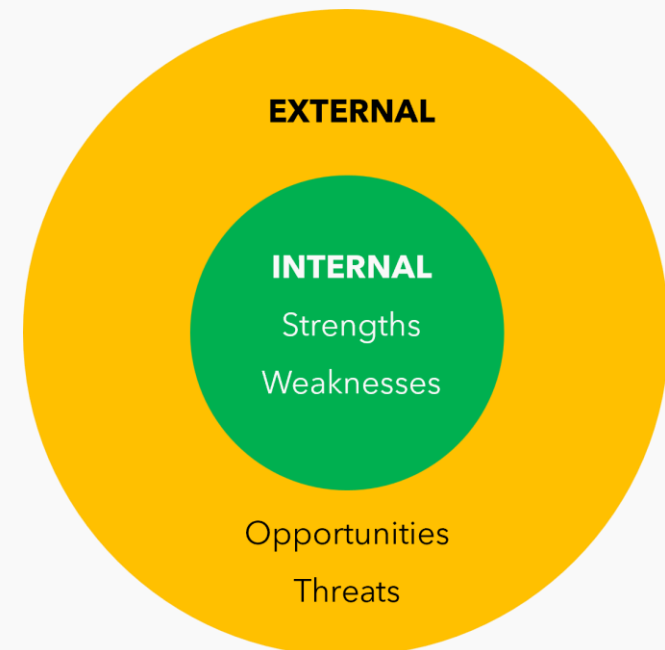 EXTERNAL
INTERNAL
Strengths
Weaknesses
Opportunities
Threats